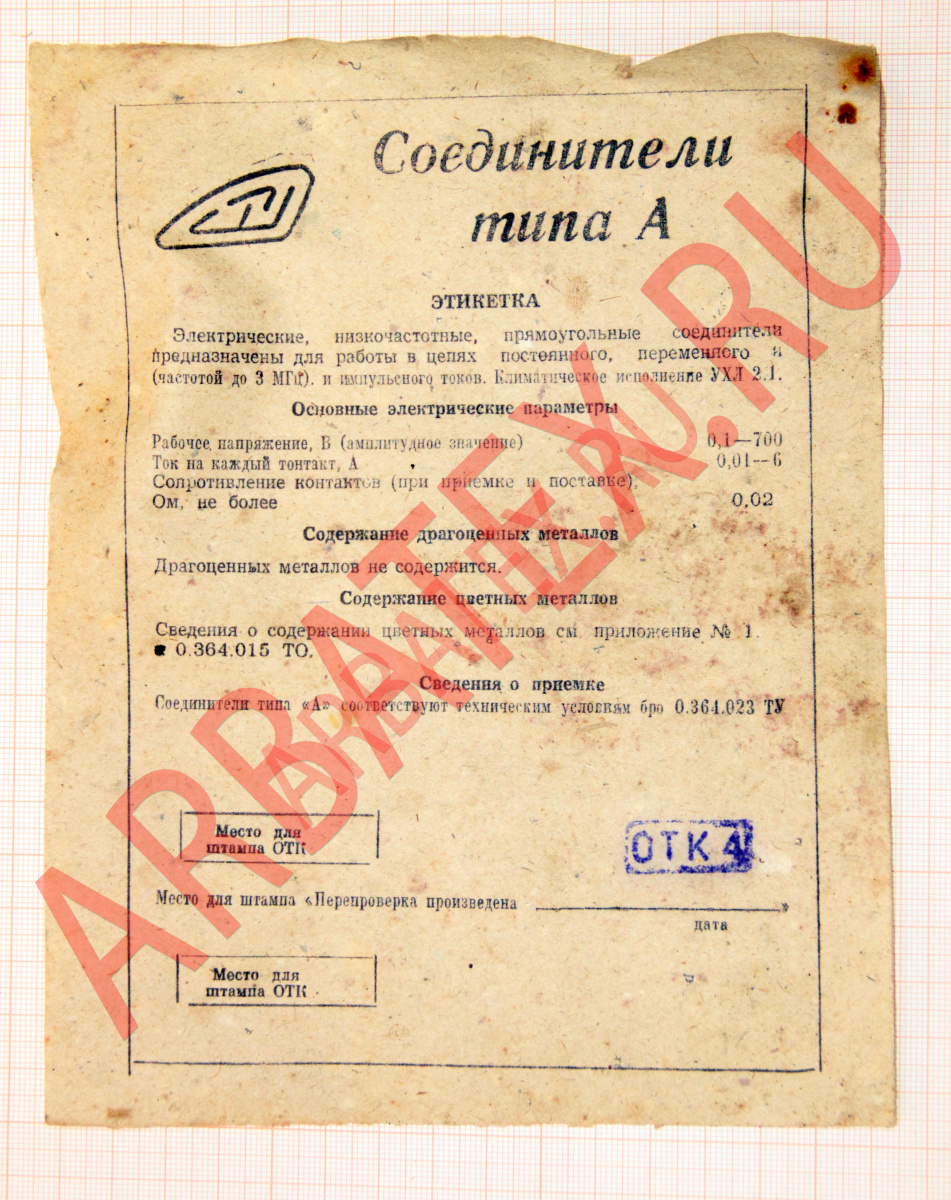 Соединители
типа А
ЭТИКЕТКА
Электрические, низкочастотные, прямоугольные соединители
предназначены для работы в цепях постоянного, переменного и
(частотой до 3 МГц). и импульсного токов. Климатическое исполнение УХЛ 2.1.
Основные электрические параметры
Рабочее напряжение, В (амплитудное значение) 0,1—700
Ток на каждый тонтакт, А 0,01—6
Сопротивление контактов (при приемке и поставке),
Ом, не более 0,02
Содержание драгоценных металлов
Драгоценных металлов не содержится.
Содержание цветных металлов
Сведения о содержании цветных металлов см приложение № 1.
0.364.015 ТО.
Сведения о приемке
Соединители типа «А» соответствуют техническим условиям бро 0.364.023 ТУ
Место для
штампа ОТК
ОТК 4
Место для штампа «Перепроверка произведена »
дата
Место для
штампа ОТК
ARBATEX.RU
ARBATEX.RU